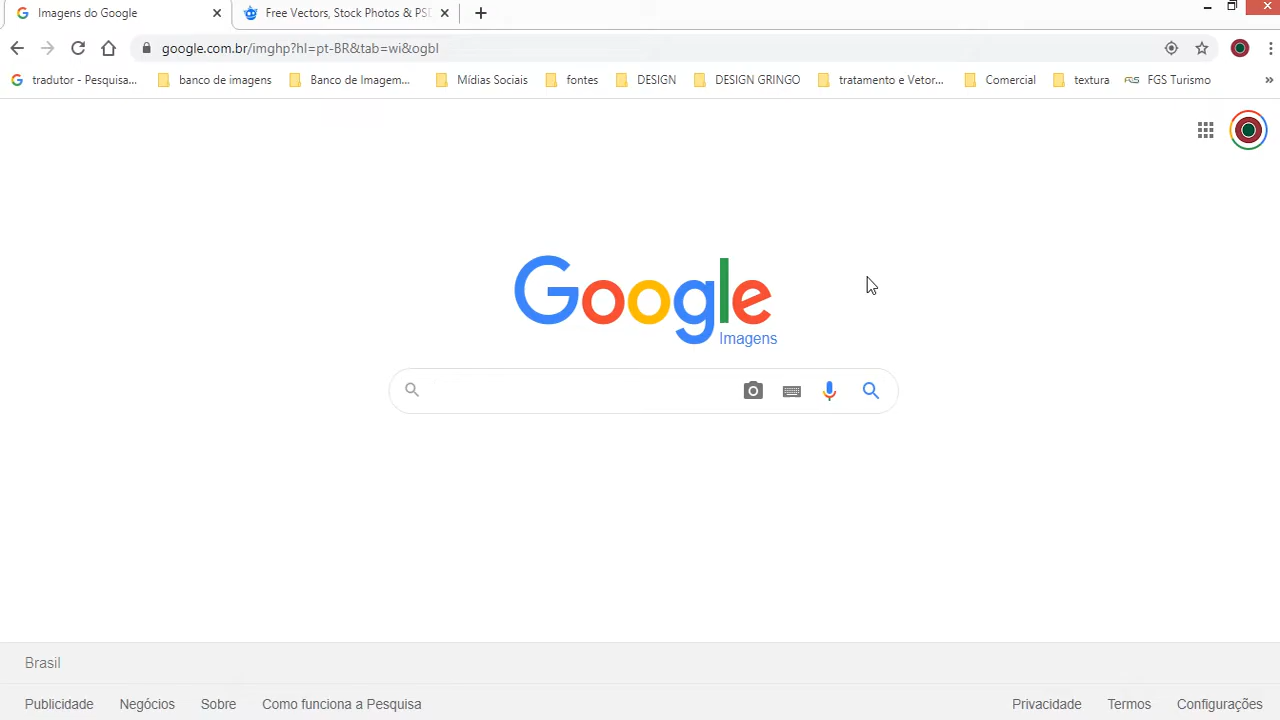 Imagens do Google
Free Vectors, Stock Photos & PSD
google.com.br/imghp?hl=pt-BR&tab=wi&ogbl
tradutor - Pesquisa... banco de imagens Banco de Imagem... Mídias Sociais fontes DESIGN DESIGN GRINGO tratamento e Vetor... Comercial textura FGS FGS Turismo
Google
Imagens
Brasil
Publicidade Negócios Sobre Como funciona a Pesquisa Privacidade Termos Configurações